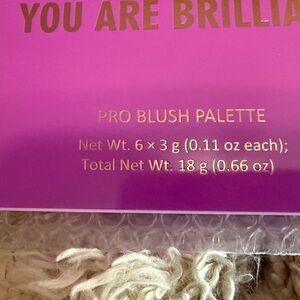 YOU ARE BRILLIA
PRO BLUSH PALETTE
Net Wt. 6 × 3 g (0.11 oz each);
Total Net Wt. 18 g (0.66 oz)